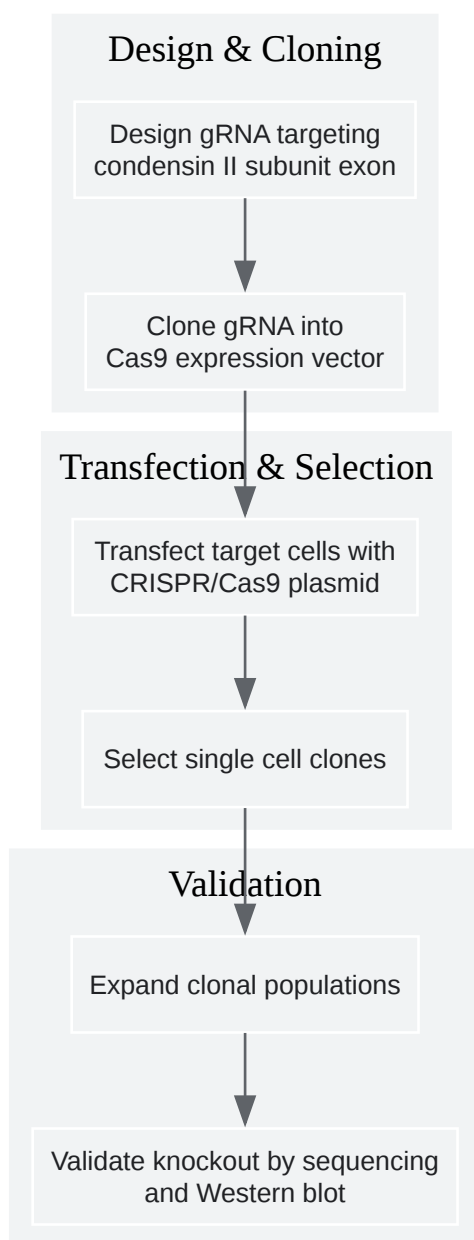 Design & Cloning
Design gRNA targeting
condensin II subunit exon
Clone gRNA into
Cas9 expression vector
Transfection & Selection
Transfect target cells with
CRISPR/Cas9 plasmid
Select single cell clones
Validation
Expand clonal populations
Validate knockout by sequencing
and Western blot